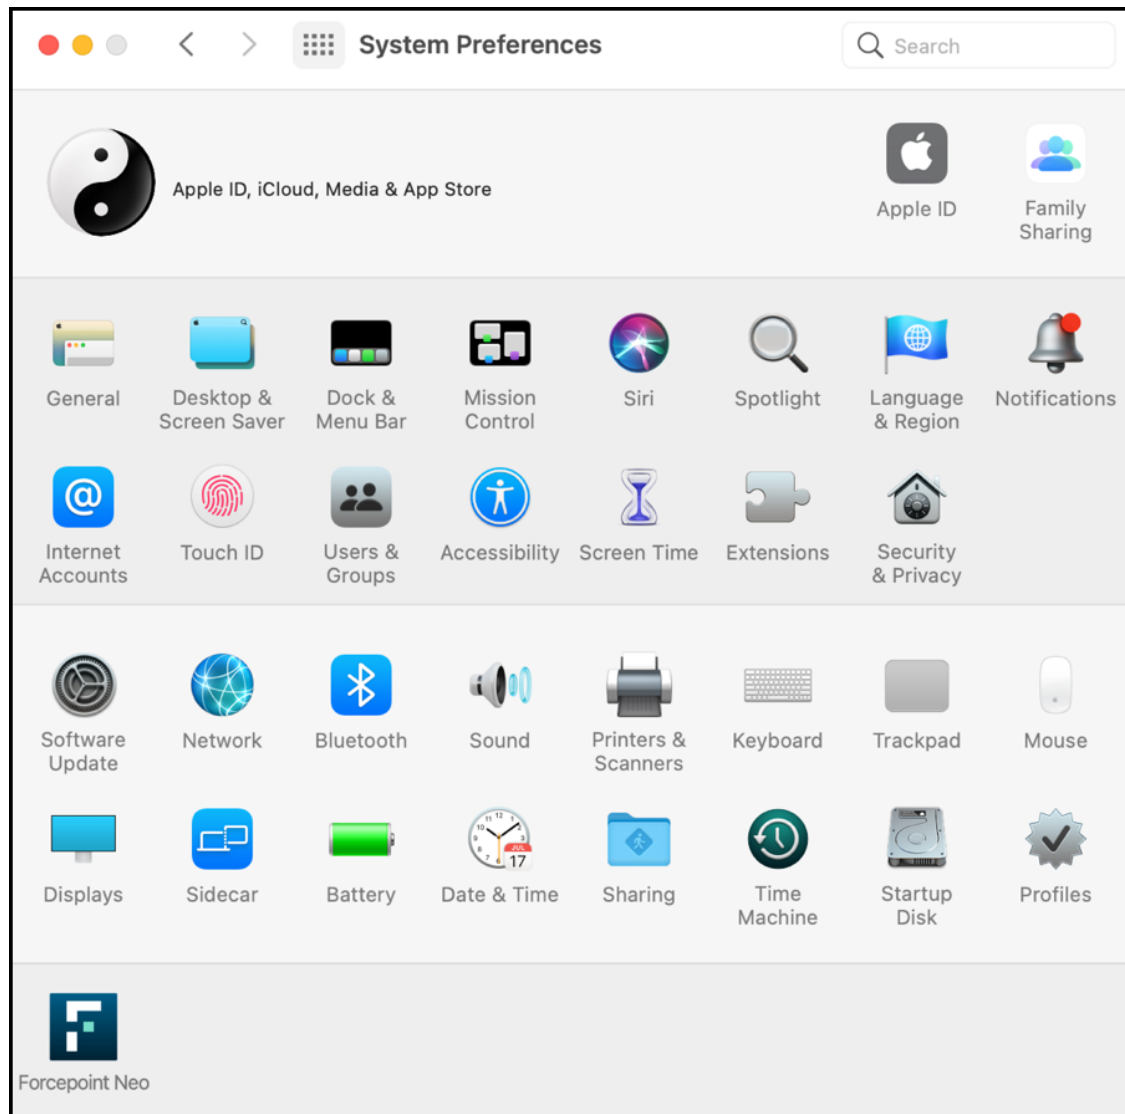 System Preferences
Search
Apple ID, iCloud, Media & App Store
Apple ID
Family
Sharing
General
Desktop &
Screen Saver
Dock &
Menu Bar
Mission
Control
Siri
Spotlight
Language
& Region
Notifications
Internet
Accounts
Touch ID
Users &
Groups
Accessibility
Screen Time
Extensions
Security
& Privacy
Software
Update
Network
Bluetooth
Sound
Printers &
Scanners
Keyboard
Trackpad
Mouse
Displays
Sidecar
Battery
JUL
17
Date & Time
Sharing
Time
Machine
Startup
Disk
Profiles
Forcepoint Neo